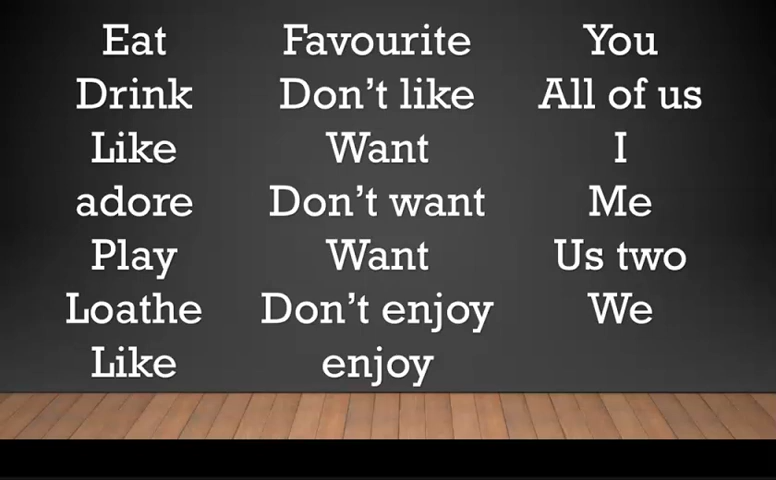 Eat Favourite You
Drink Don't like All of us
Like Want I
adore Don't want Me
Play Want Us two
Loathe Don't enjoy We
Like enjoy